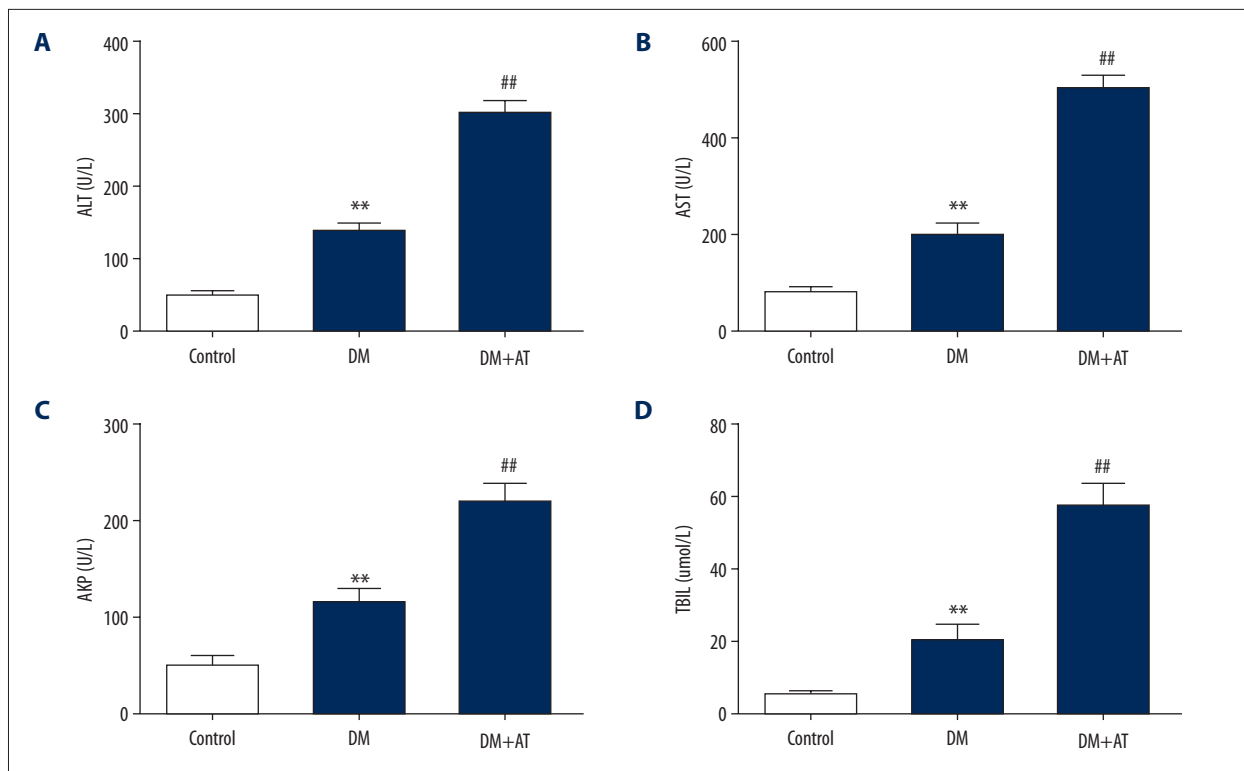 A
ALT (U/L)
400
300
200
100
0
**
##
Control DM DM+AT
B
AST (U/L)
600
400
200
0
**
##
Control DM DM+AT
C
AKP (U/L)
300
200
100
0
**
##
Control DM DM+AT
D
TBIL (umol/L)
80
60
40
20
0
**
##
Control DM DM+AT